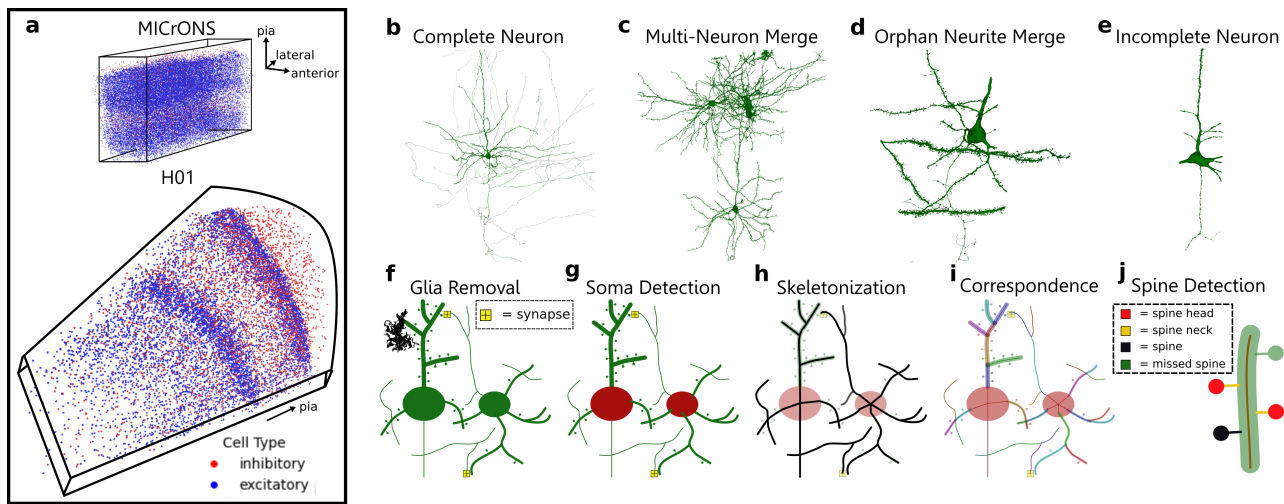 a
MICrONS
pia
lateral
anterior
H01
pia
Cell Type
inhibitory
excitatory
b
Complete Neuron
c
Multi-Neuron Merge
d
Orphan Neurite Merge
e
Incomplete Neuron
f
Glia Removal
= synapse
g
Soma Detection
h
Skeletonization
i
Correspondence
j
Spine Detection
= spine head
= spine neck
= spine
= missed spine